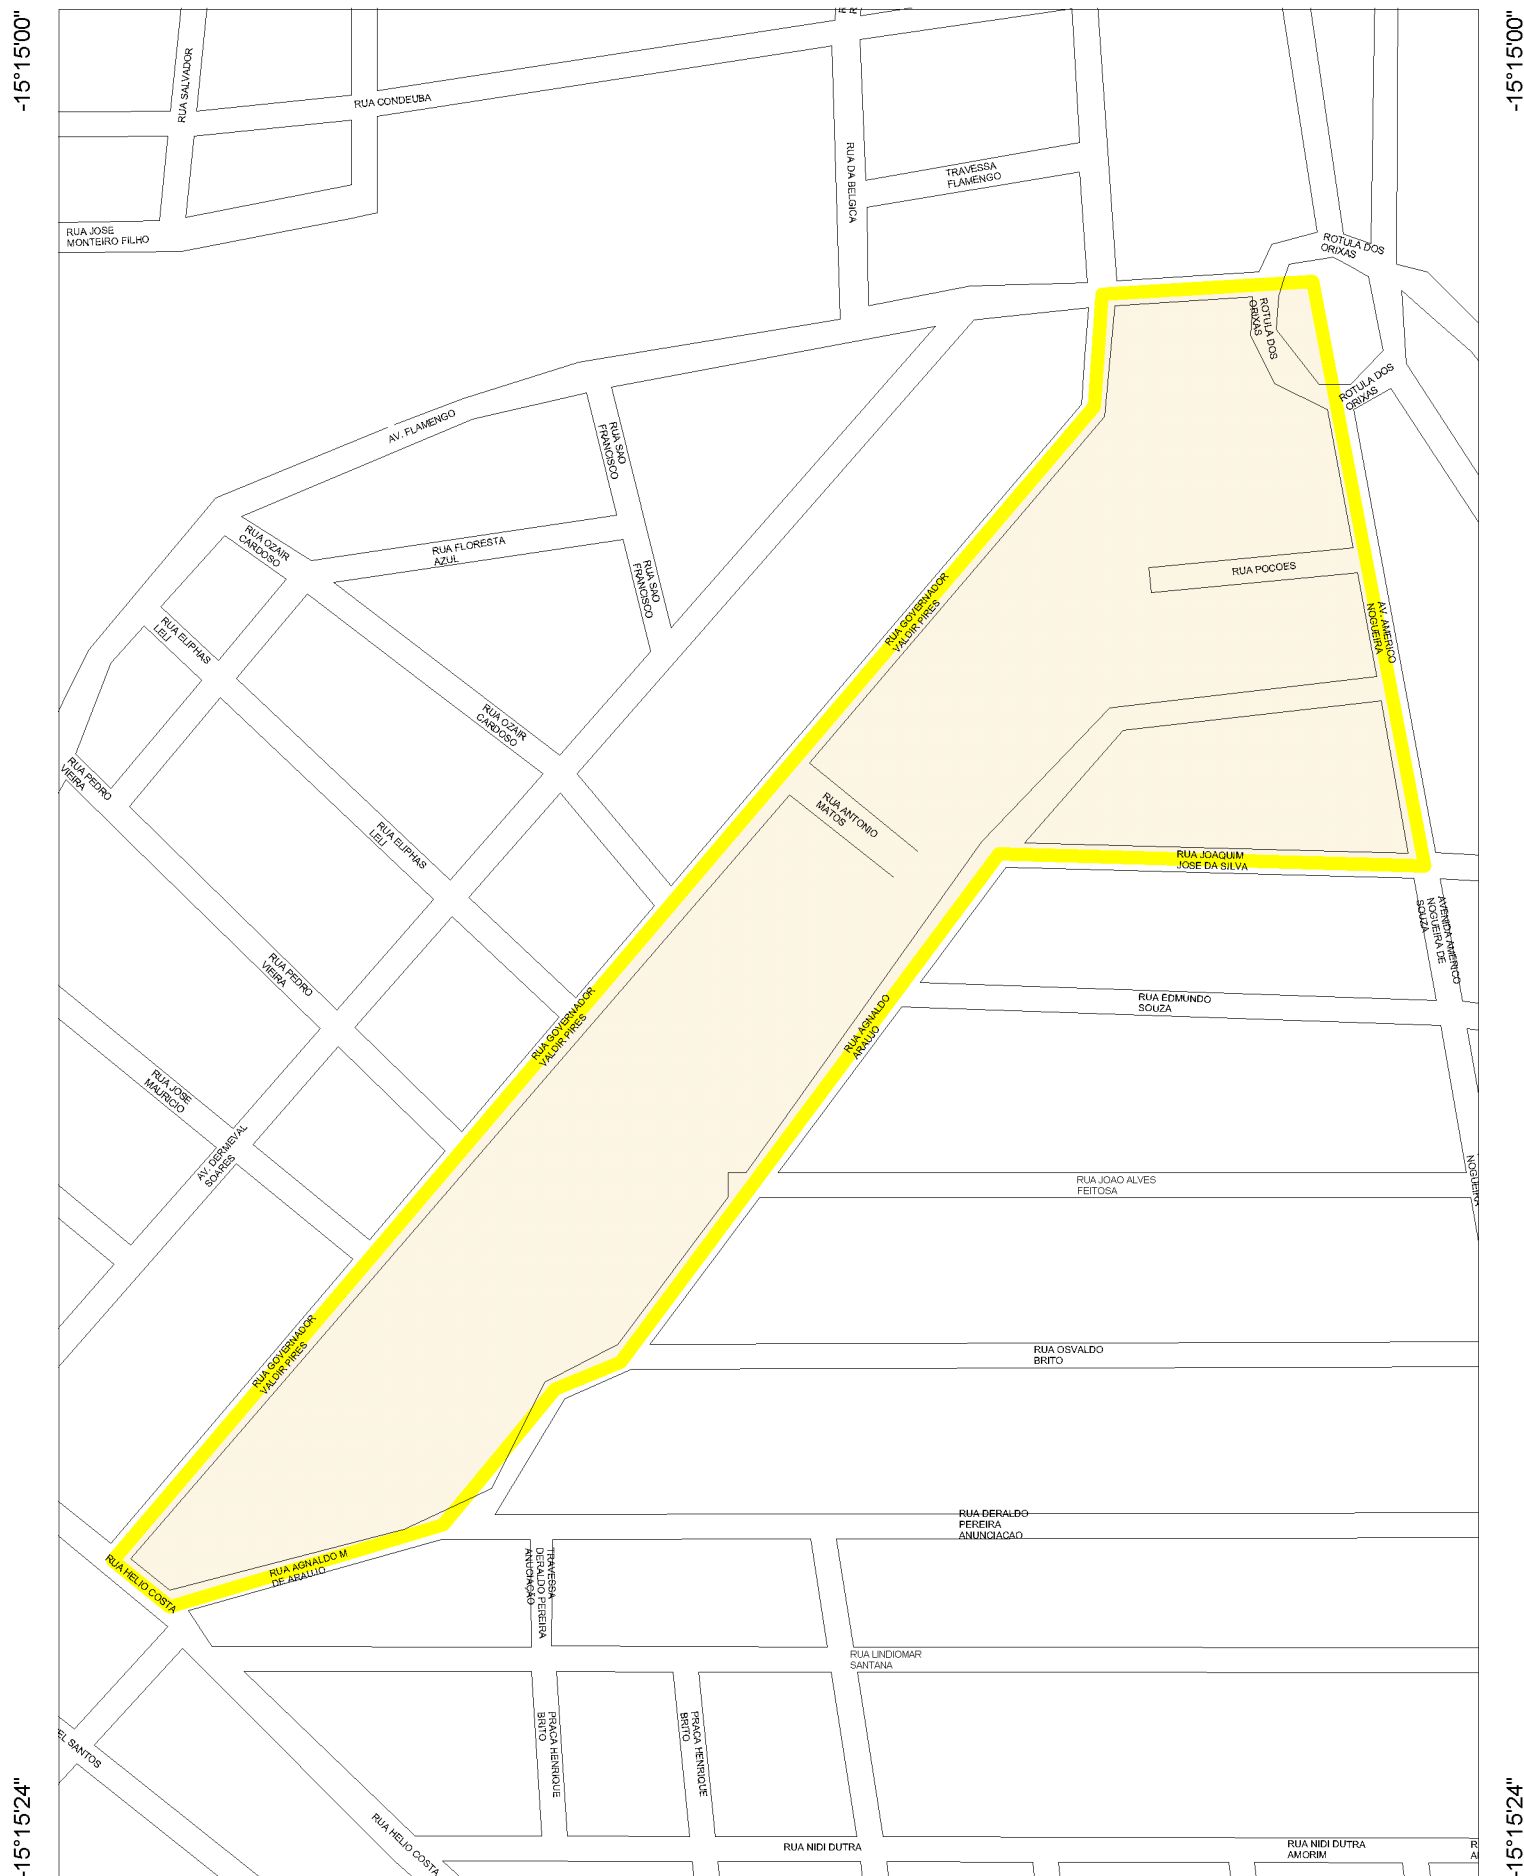 -15°15'00"
-15°15'00"
R
R
RUA SALVADOR
RUA CONDEUBA
RUA DA BELGICA
TRAVESSA
FLAMENGO
RUA JOSE
MONTEIRO FILHO
ROTULA DOS
ORIXAS
ROTULA DOS
ORIXAS
ROTULA DOS
ORIXAS
AV. FLAMENGO
RUA SAO
FRANCISCO
RUA OZAIR
CARDOSO
RUA FLORESTA
AZUL
RUA SAO
FRANCISCO
RUA POCOES
RUA GOVERNADOR
VALDIR PIRES
AV. AMERICO
NOGUEIRA
RUA ELIPHAS
LEIJ
RUA OZAIR
CARDOSO
RUA PEDRO
VIEIRA
RUA ANTONIO
MATOS
RUA ELIPHAS
LEIJ
RUA JOAQUIM
JOSE DA SILVA
AVENIDA AMERICO
NOGUEIRA DE
SOUZA
RUA PEDRO
VIEIRA
RUA EDMUNDO
SOUZA
RUA GOVERNADOR
VALDIR PIRES
RUA AGNALDO
ARAUJO
RUA JOSE
MAURICIO
AV. DERMEVAL
SOARES
RUA JOAO ALVES
FEITOSA
NOGUEIRA
RUA OSVALDO
BRITO
RUA GOVERNADOR
VALDIR PIRES
RUA DERALDO
PEREIRA
ANUNCIACAO
RUA HELIO COSTA
RUA AGNALDO M
DE ARAUJO
TRAVESSA
DERALDO PEREIRA
ANUCIAÇÃO
RUA LINDIOMAR
SANTANA
EL SANTOS
PRACA HENRIQUE
BRITO
PRACA HENRIQUE
BRITO
RUA HELIO COSTA
RUA NIDI DUTRA
RUA NIDI DUTRA
AMORIM
R
A
-15°15'24"
-15°15'24"